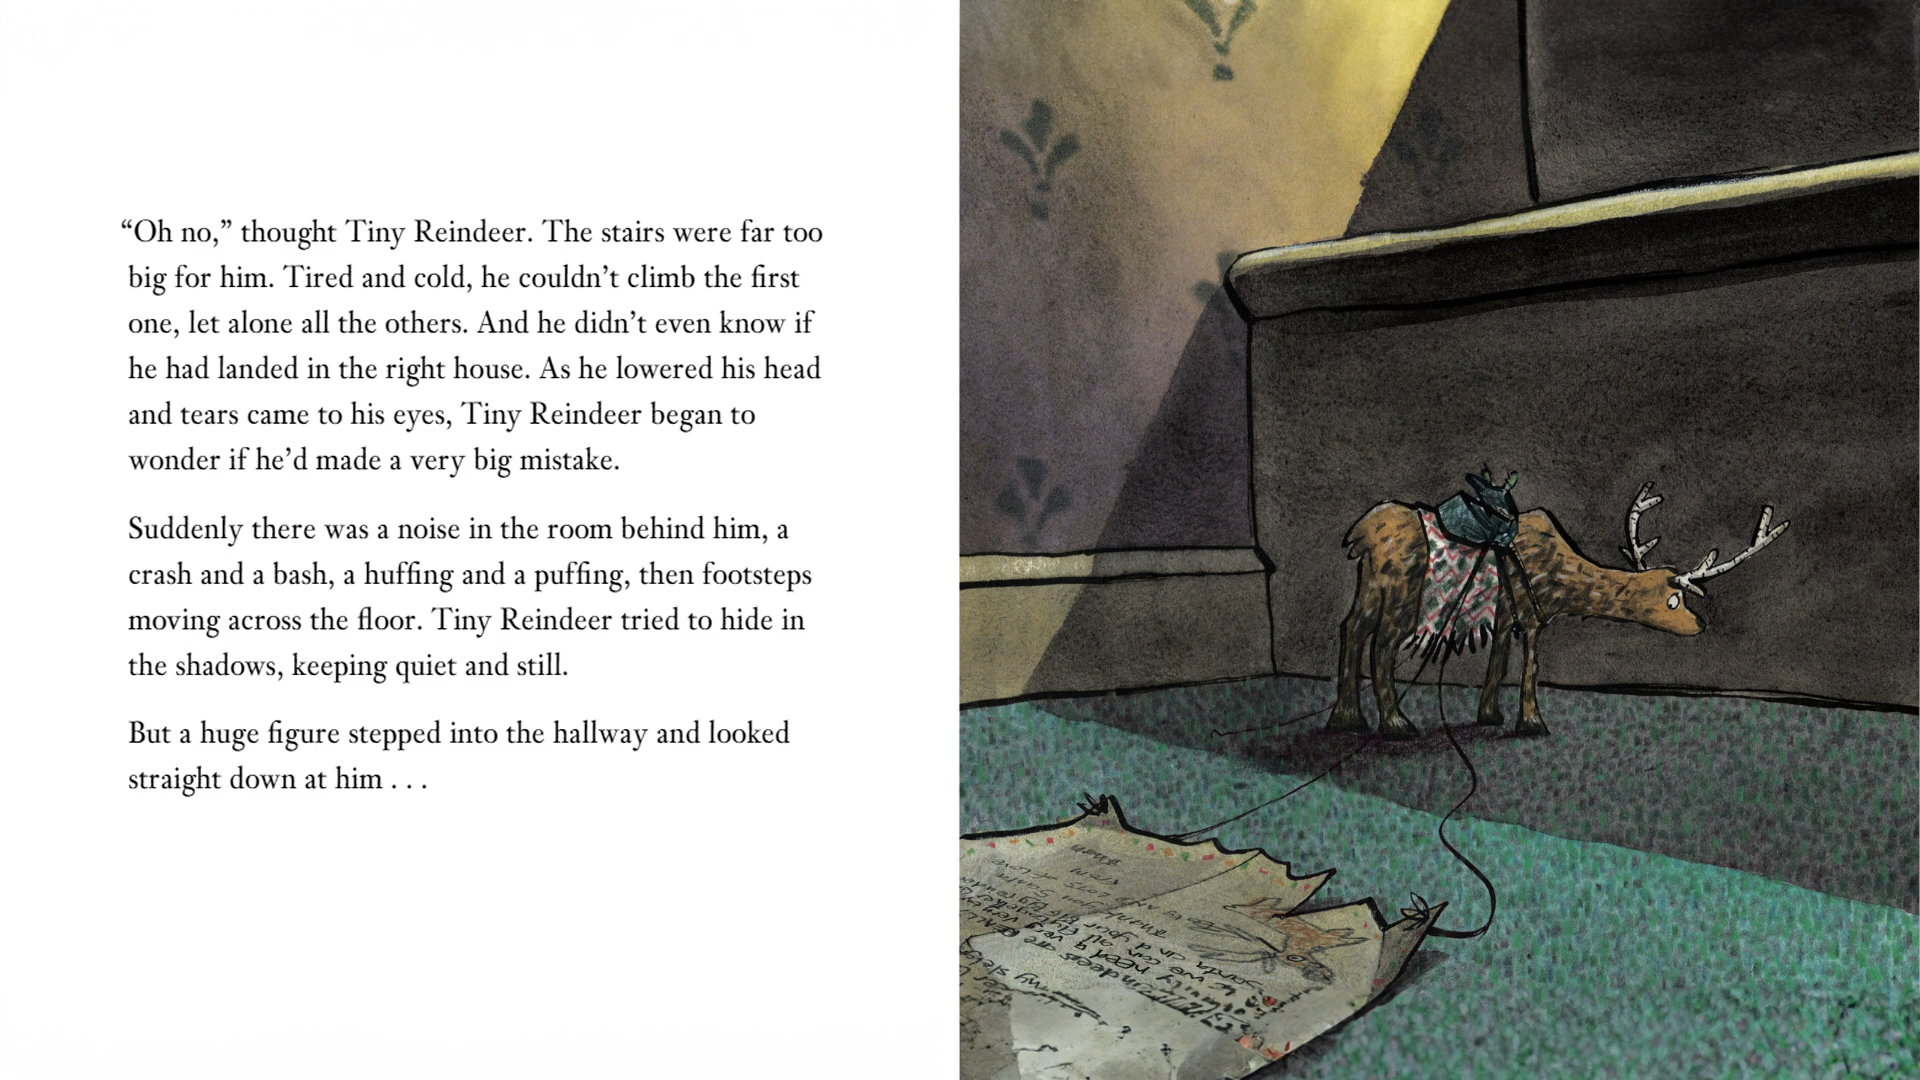 “Oh no,” thought Tiny Reindeer. The stairs were far too
big for him. Tired and cold, he couldn’t climb the first
one, let alone all the others. And he didn’t even know if
he had landed in the right house. As he lowered his head
and tears came to his eyes, Tiny Reindeer began to
wonder if he’d made a very big mistake.
Suddenly there was a noise in the room behind him, a
crash and a bash, a huffing and a puffing, then footsteps
moving across the floor. Tiny Reindeer tried to hide in
the shadows, keeping quiet and still.
But a huge figure stepped into the hallway and looked
straight down at him . . .